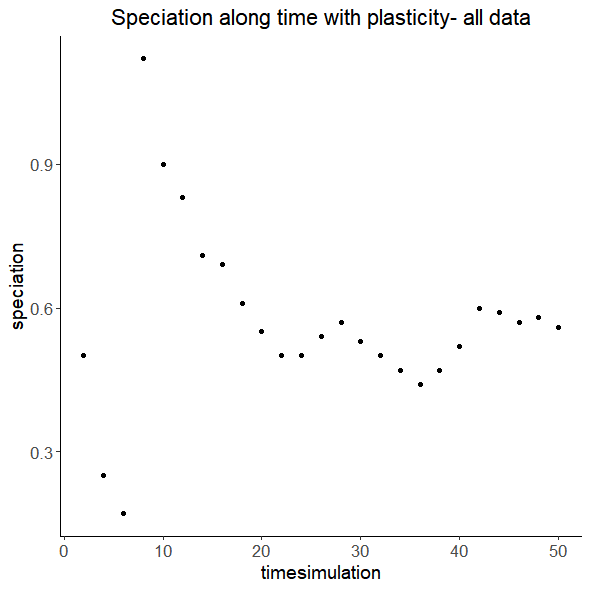 Speciation along time with plasticity- all data
speciation
0.9
0.6
0.3
0 10 20 30 40 50
timesimulation